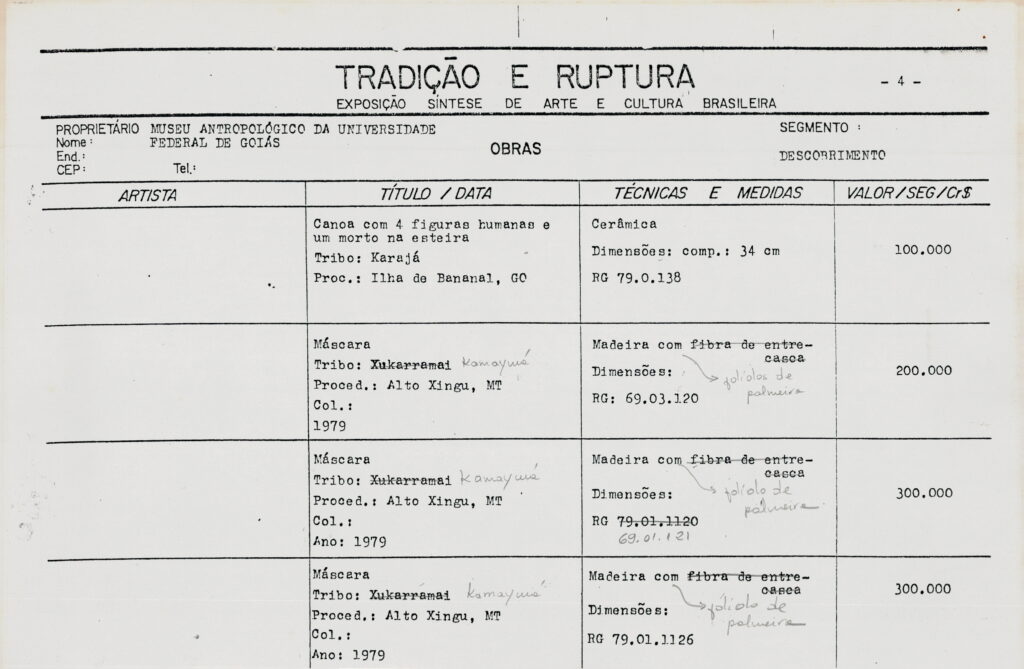 TRADIÇÃO E RUPTURA
- 4 -
EXPOSIÇÃO SÍNTESE DE ARTE E CULTURA BRASILEIRA
PROPRIETÁRIO MUSEU ANTROPOLÓGICO DA UNIVERSIDADE
Nome: FEDERAL DE GOIÁS
End.:
CEP: Tel.:
OBRAS
SEGMENTO :
DESCOBRIMENTO
ARTISTA TÍTULO / DATA TÉCNICAS E MEDIDAS VALOR/SEG/Cr$
Canoa com 4 figuras humanas e
um morto na esteira
Tribo: Karajá
Proc.: Ilha de Bananal, GO
Cerâmica
Dimensões: comp.: 34 cm
RG 79.0.138
100.000
Máscara
Tribo: Xukarramai Kamayurá
Proced.: Alto Xingu, MT
Col.:
1979
Madeira com fibra de entre-
casca
Dimensões:
folíolos de
palmeira
RG: 69.03.120
200.000
Máscara
Tribo: Xukarramai Kamayurá
Proced.: Alto Xingu, MT
Col.:
Ano: 1979
Madeira com fibra de entre-
casca
Dimensões:
folíolo de
palmeira
RG 79.01.1120
69.01.121
300.000
Máscara
Tribo: Xukarrámai Kamayurá
Proced.: Alto Xingu, MT
Col.:
Ano: 1979
Madeira com fibra de entre-
casca
Dimensões:
folíolo de
palmeira
RG 79.01.1126
300.000